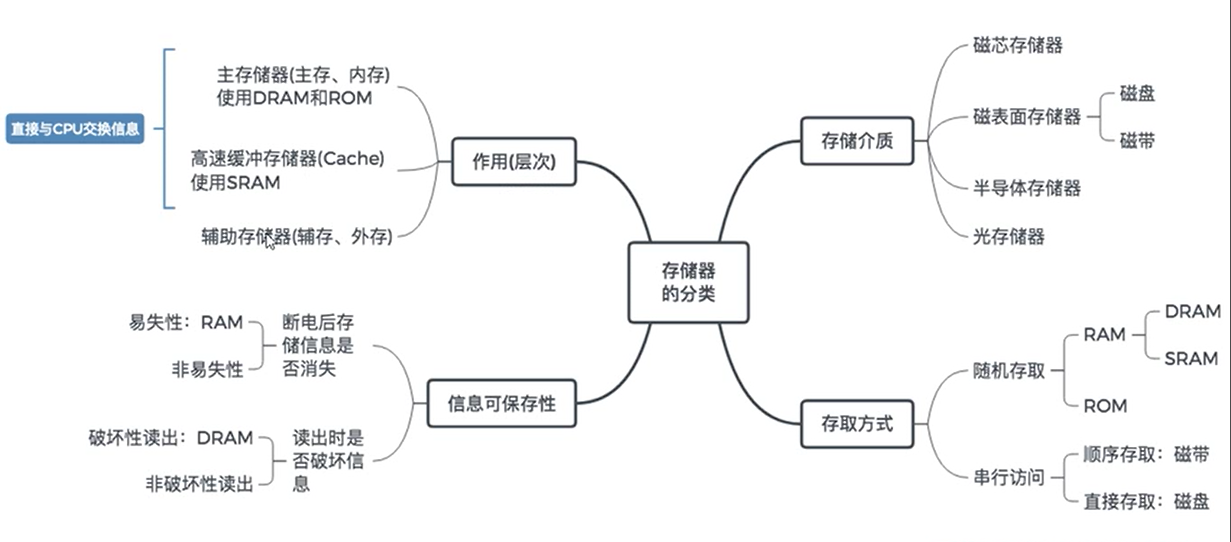 存储器
的分类
作用(层次)
主存储器(主存、内存)
使用DRAM和ROM
高速缓冲存储器(Cache)
使用SRAM
辅助存储器(辅存、外存)
直接与CPU交换信息
信息可保存性
断电后存
储信息是
否消失
易失性：RAM
非易失性
读出时是
否破坏信
息
破坏性读出：DRAM
非破坏性读出
存储介质
磁芯存储器
磁表面存储器
磁盘
磁带
半导体存储器
光存储器
存取方式
随机存取
RAM
DRAM
SRAM
ROM
串行访问
顺序存取：磁带
直接存取：磁盘